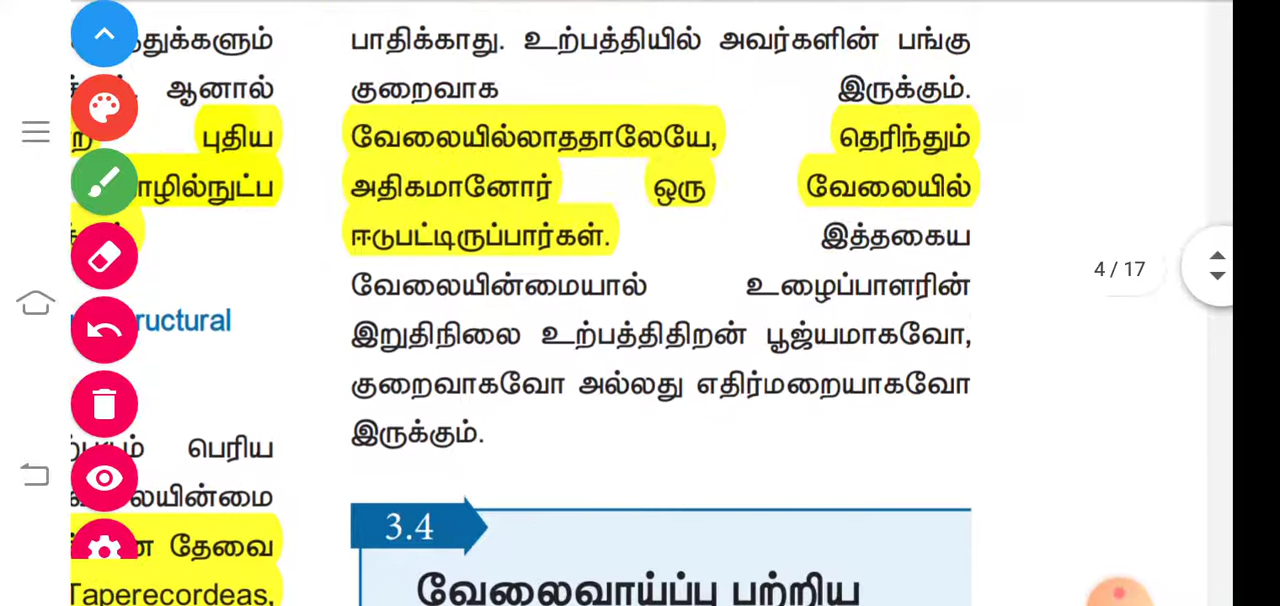 ஆனால்
புதிய
ructural
பெரிய
தேவை
Taperecordeas,
பாதிக்காது. உற்பத்தியில் அவர்களின் பங்கு
குறைவாக இருக்கும்.
வேலையில்லாததாலேயே, தெரிந்தும்
அதிகமானோர் ஒரு வேலையில்
ஈடுபட்டிருப்பார்கள். இத்தகைய
வேலையின்மையால் உழைப்பாளரின்
இறுதிநிலை உற்பத்திதிறன் பூஜ்யமாகவோ,
குறைவாகவோ அல்லது எதிர்மறையாகவோ
இருக்கும்.
3.4
வேலைவாய்ப்பு பற்றிய
4 / 17